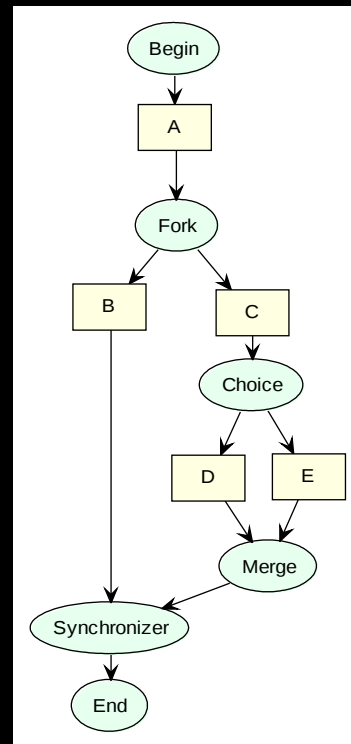 Begin
A
Fork
B
C
Choice
D
E
Merge
Synchronizer
End